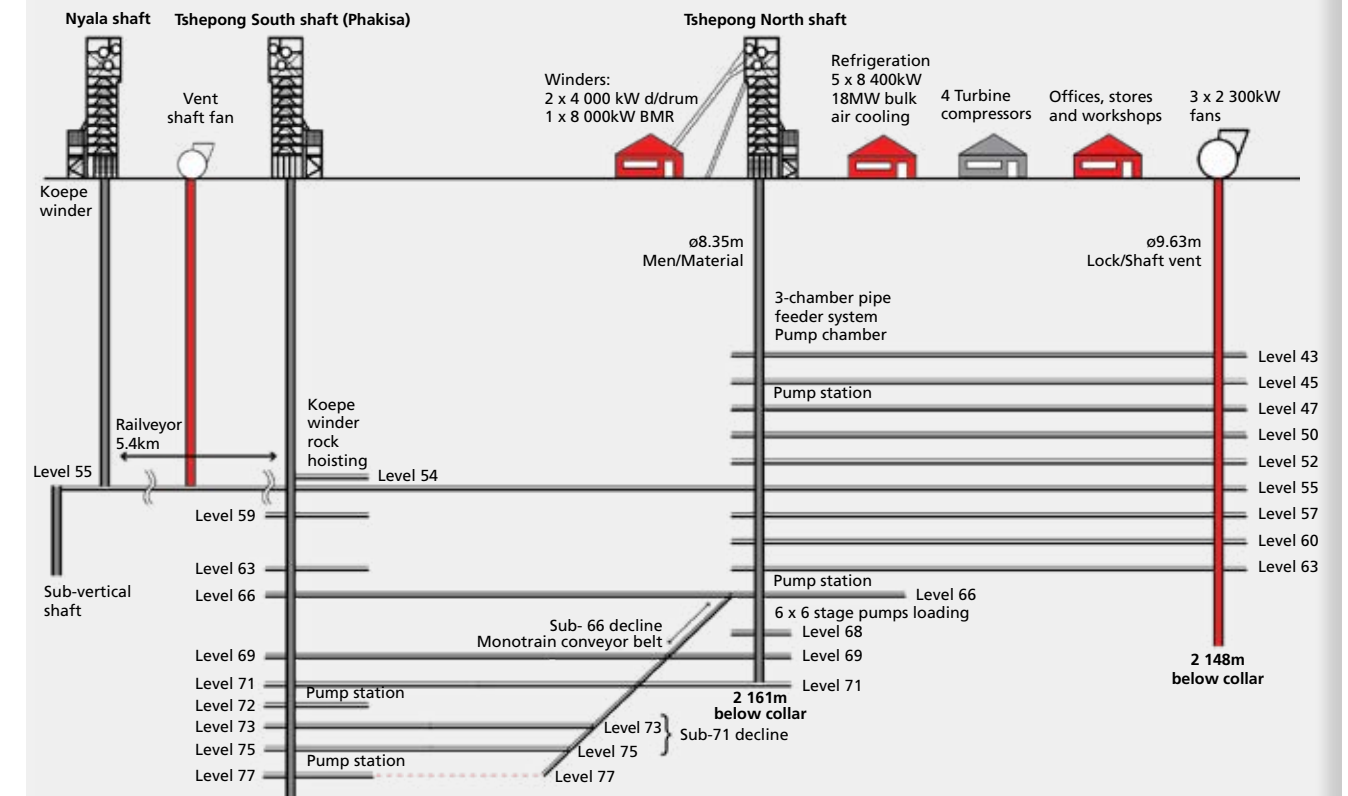 Nyala shaft
Tshepong South shaft (Phakisa)
Tshepong North shaft
Vent
shaft fan
Winders:
2 x 4 000 kW d/drum
1 x 8 000kW BMR
Refrigeration
5 x 8 400kW
18MW bulk
air cooling
4 Turbine
compressors
Offices, stores
and workshops
3 x 2 300kW
fans
Koepe
winder
ø8.35m
Men/Material
ø9.63m
Lock/Shaft vent
3-chamber pipe
feeder system
Pump chamber
Level 43
Level 45
Pump station
Level 47
Koepe
winder
rock
hoisting
Railveyor
5.4km
Level 50
Level 52
Level 55
Level 54
Level 55
Level 59
Level 57
Level 60
Level 63
Level 63
Sub-vertical
shaft
Pump station
Level 66
Level 66
6 x 6 stage pumps loading
Sub- 66 decline
Monotrain conveyor belt
Level 68
Level 69
Level 69
2 148m
below collar
Level 71
Pump station
Level 71
2 161m
below collar
Level 72
Level 73
Level 73
Sub-71 decline
Level 75
Level 75
Pump station
Level 77
Level 77